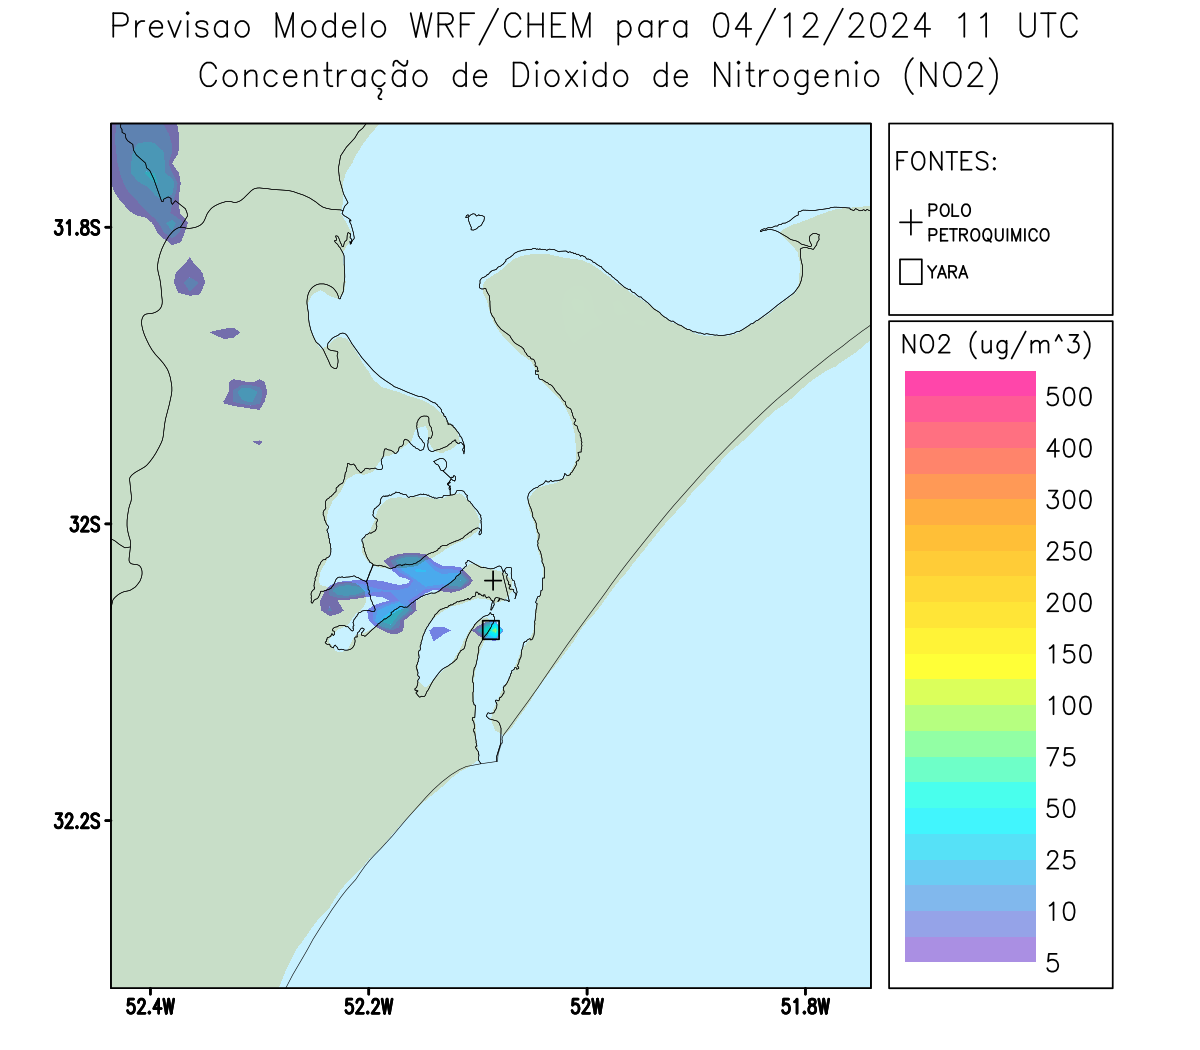 Previsao Modelo WRF/CHEM para 04/12/2024 11 UTC
Concentração de Dioxido de Nitrogenio (NO2)
FONTES:
POLO
PETROQUIMICO
YARA
NO2 (ug/m^3)
500
400
300
250
200
150
100
75
50
25
10
5
31.8S
32S
32.2S
52.4W
52.2W
52W
51.8W